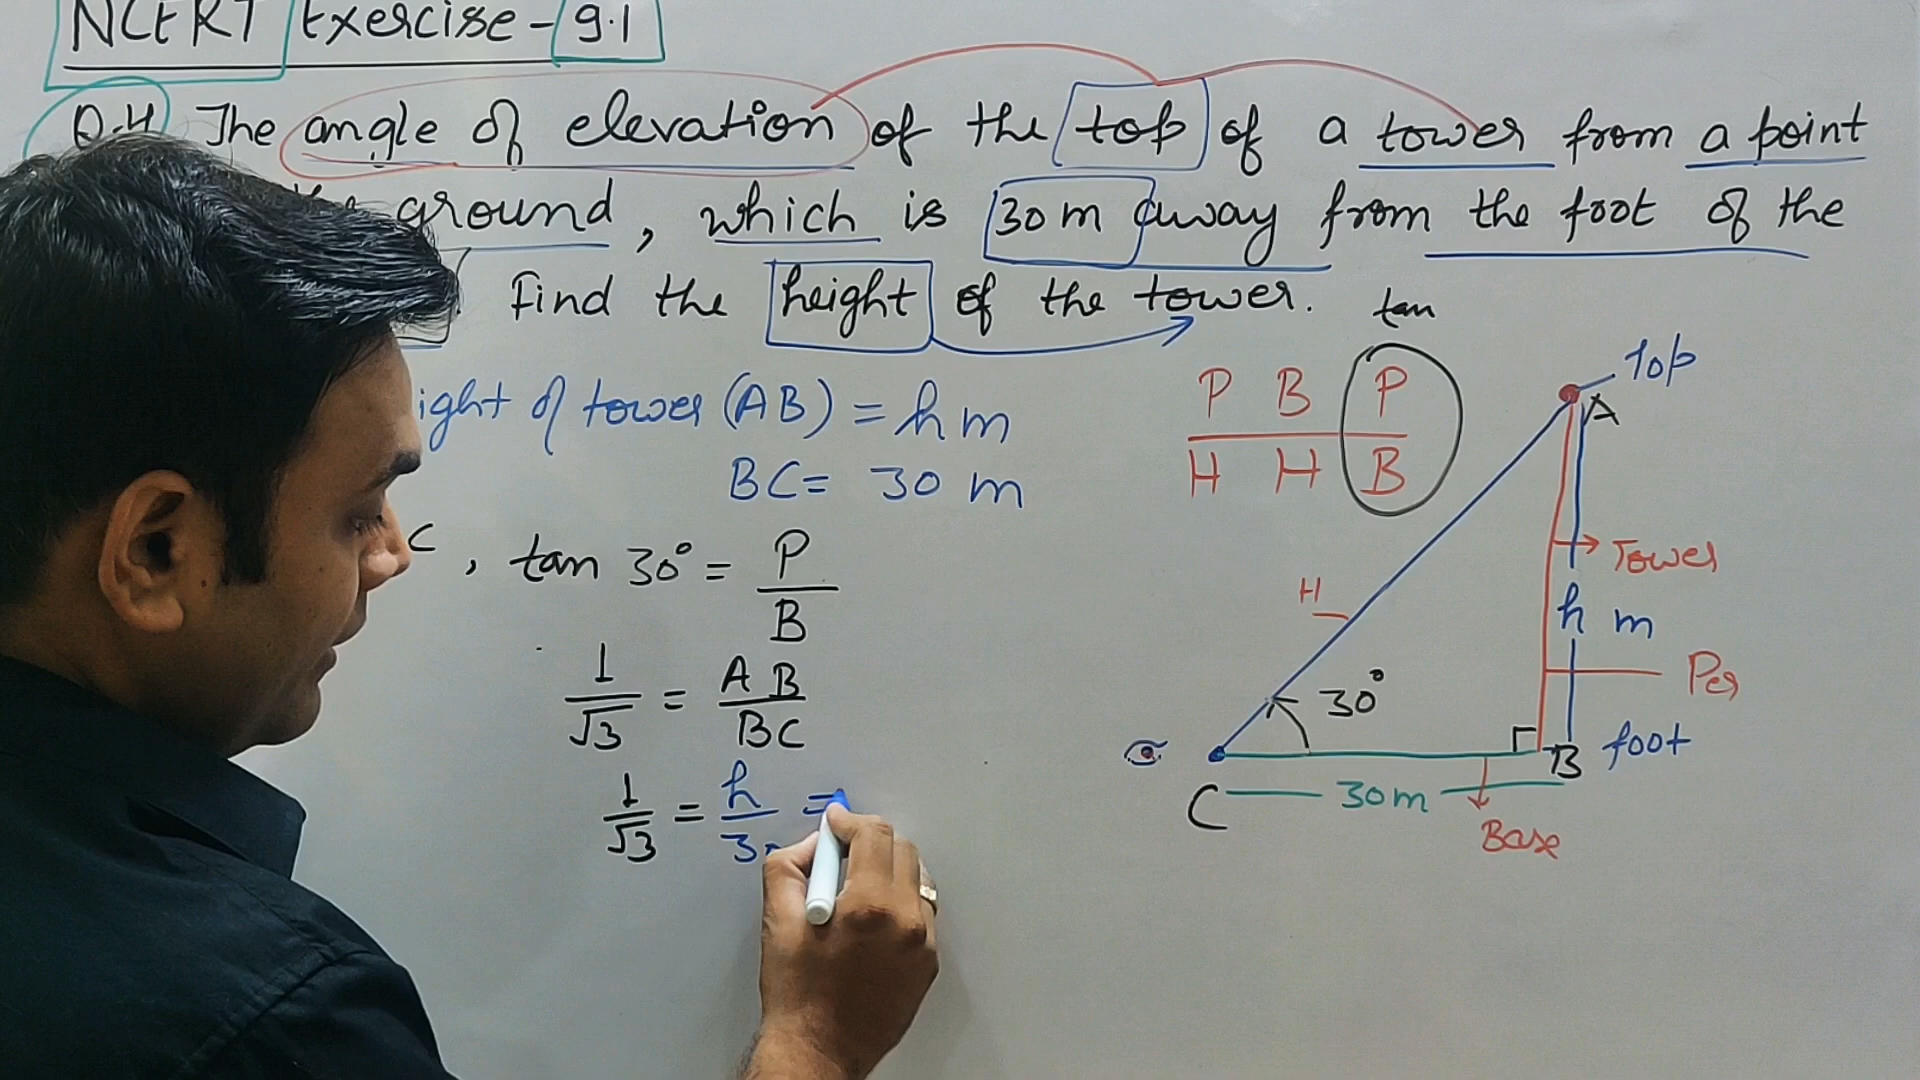 NCERT Exercise - 9.1
Q.4 The angle of elevation of the top of a tower from a point
ground, which is 30 m away from the foot of the
. Find the height of the tower.
ight of tower (AB) = h m
BC = 30 m
C, tan 30° = P/B
1/√3 = AB/BC
1/√3 = h/30 =
tan
P B P
H H B
Top
A
Tower
H
h m
Per
30°
B foot
C
30m
Base